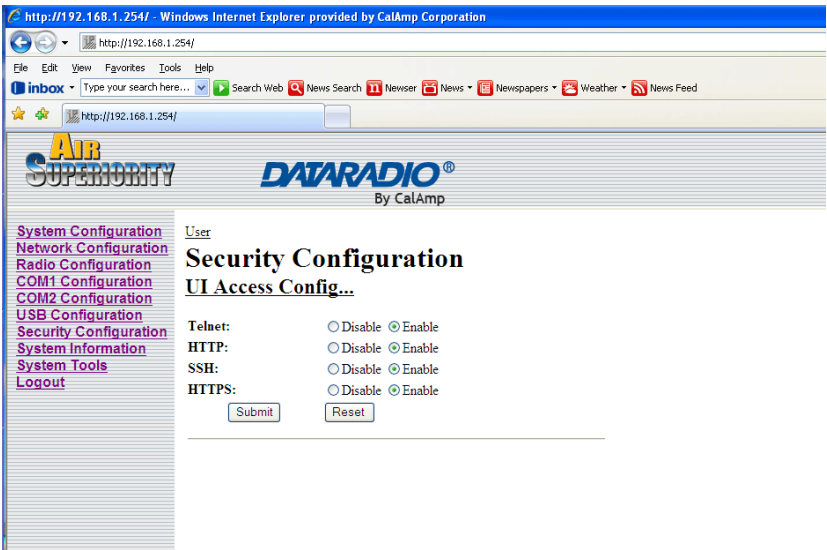 http://192.168.1.254/ - Windows Internet Explorer provided by CalAmp Corporation
http://192.168.1.254/
File Edit View Favorites Tools Help
inbox Type your search here... Search Web News Search Newser News Newspapers Weather News Feed
http://192.168.1.254/
AIR SUPERIORITY
DATARADIO®
By CalAmp
System Configuration
Network Configuration
Radio Configuration
COM1 Configuration
COM2 Configuration
USB Configuration
Security Configuration
System Information
System Tools
Logout
User
Security Configuration
UI Access Config...
Telnet: Disable Enable
HTTP: Disable Enable
SSH: Disable Enable
HTTPS: Disable Enable
Submit Reset